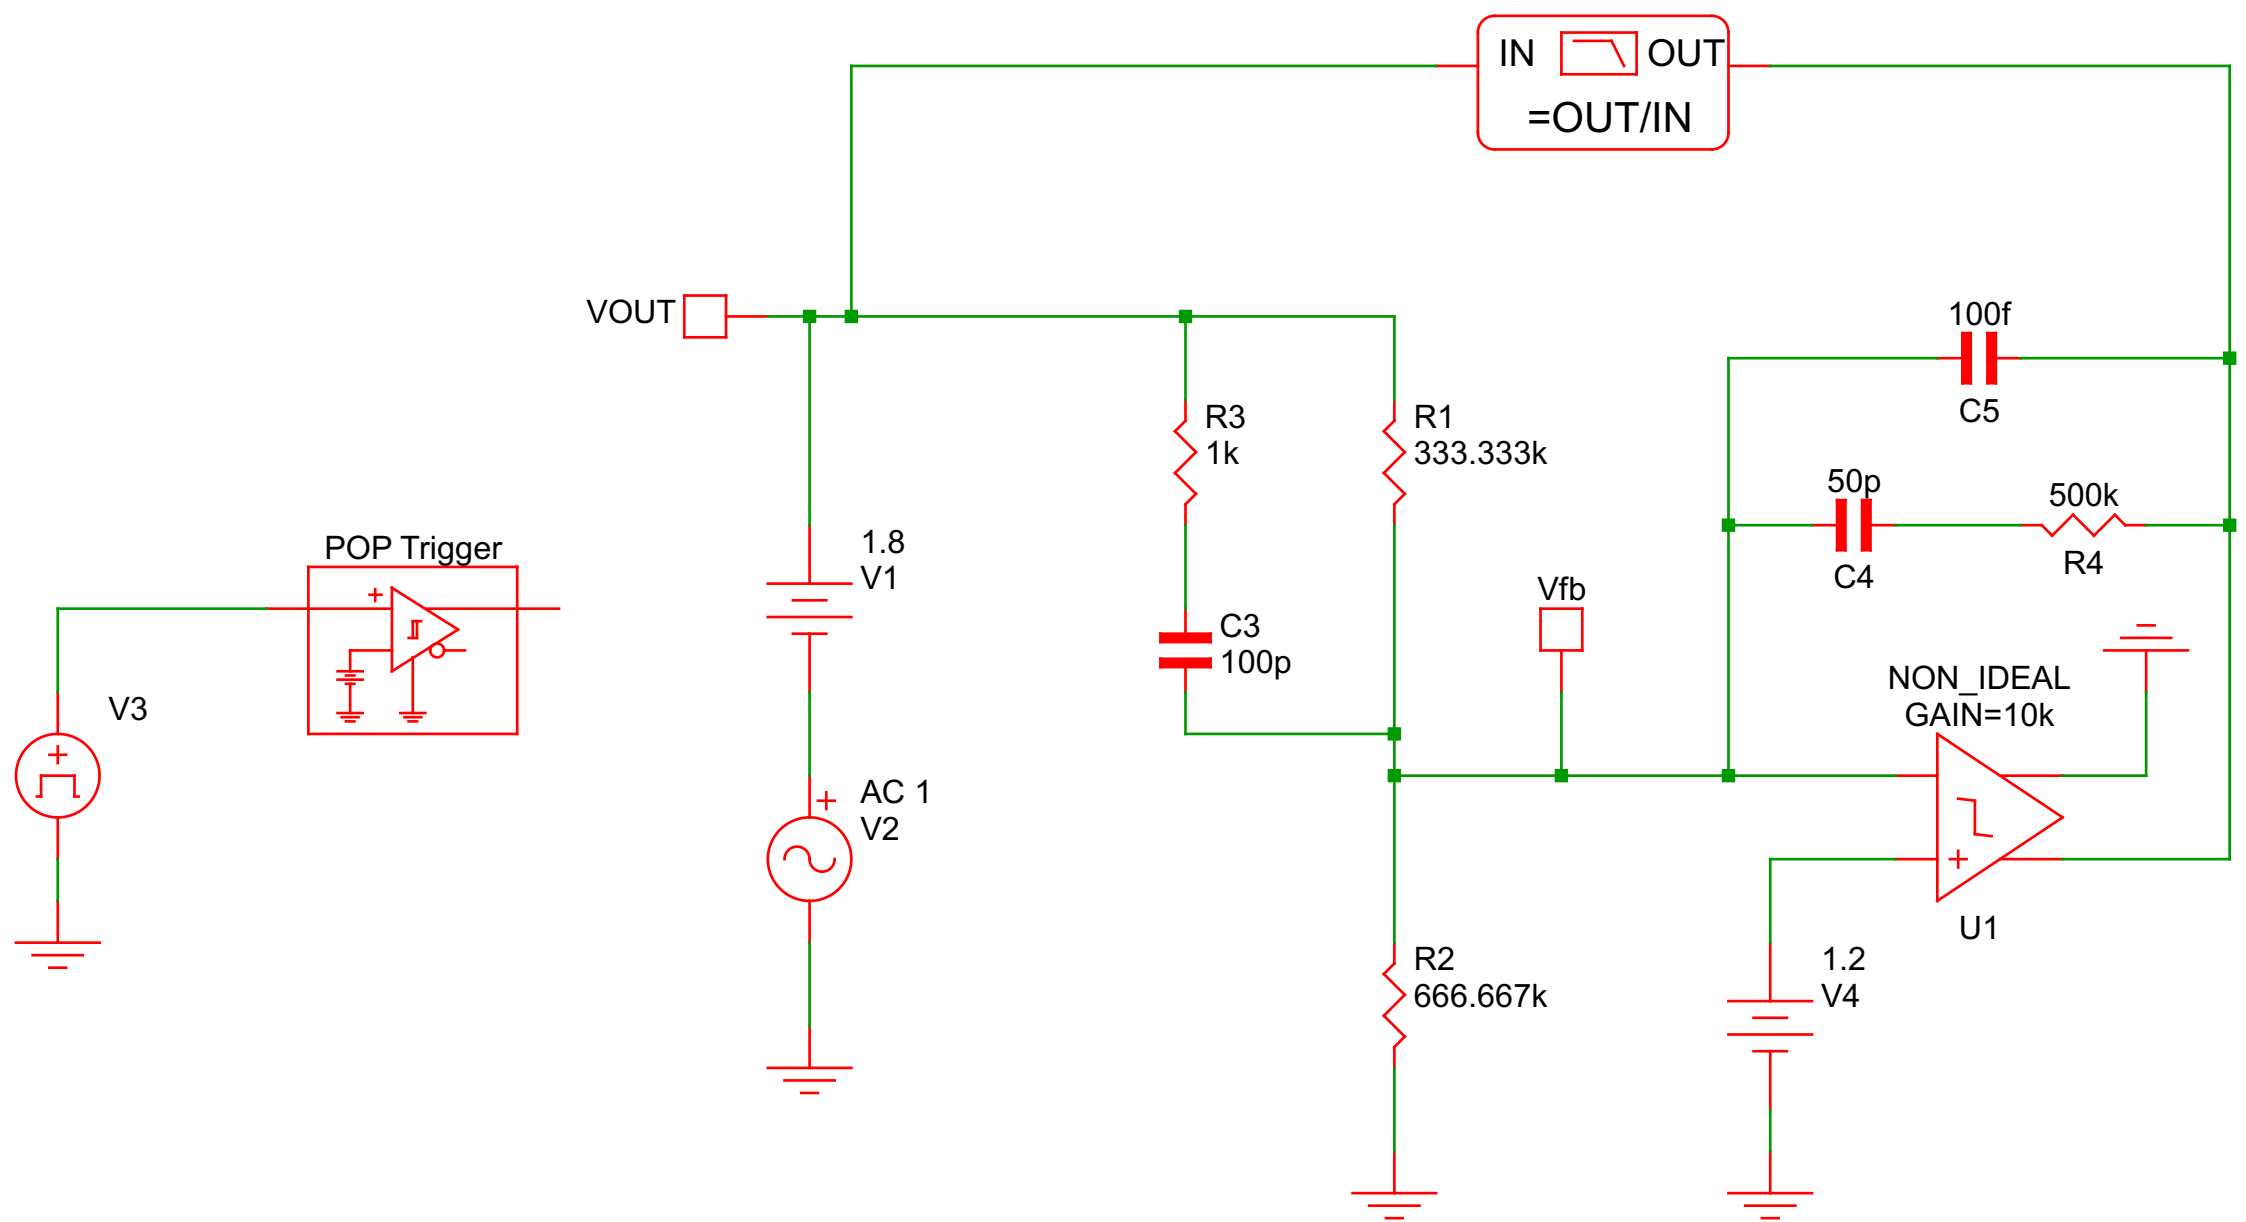 IN
OUT
=OUT/IN
VOUT
100f
C5
R3
1k
R1
333.333k
50p
C4
500k
R4
1.8
V1
POP Trigger
+
Vfb
C3
100p
V3
+
NON_IDEAL
GAIN=10k
AC 1
V2
+
+
U1
R2
666.667k
1.2
V4